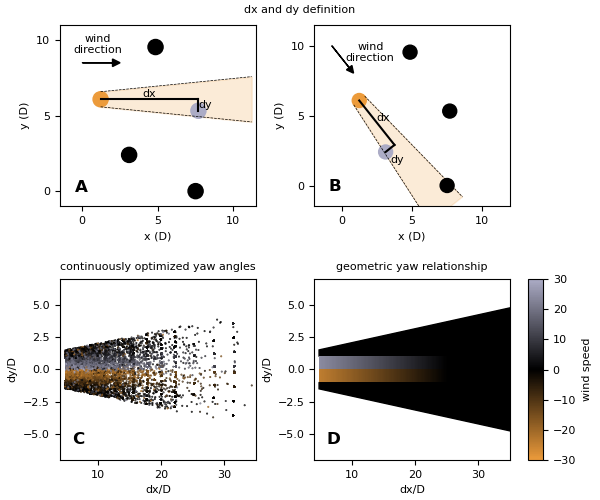 dx and dy definition
10
5
0
y (D)
wind
direction
dx
dy
A
0
5
10
x (D)
10
5
0
y (D)
wind
direction
dx
dy
B
0
5
10
x (D)
continuously optimized yaw angles
5.0
2.5
0.0
−2.5
−5.0
dy/D
C
10
20
30
dx/D
geometric yaw relationship
5.0
2.5
0.0
−2.5
−5.0
dy/D
D
10
20
30
dx/D
30
20
10
0
−10
−20
−30
wind speed